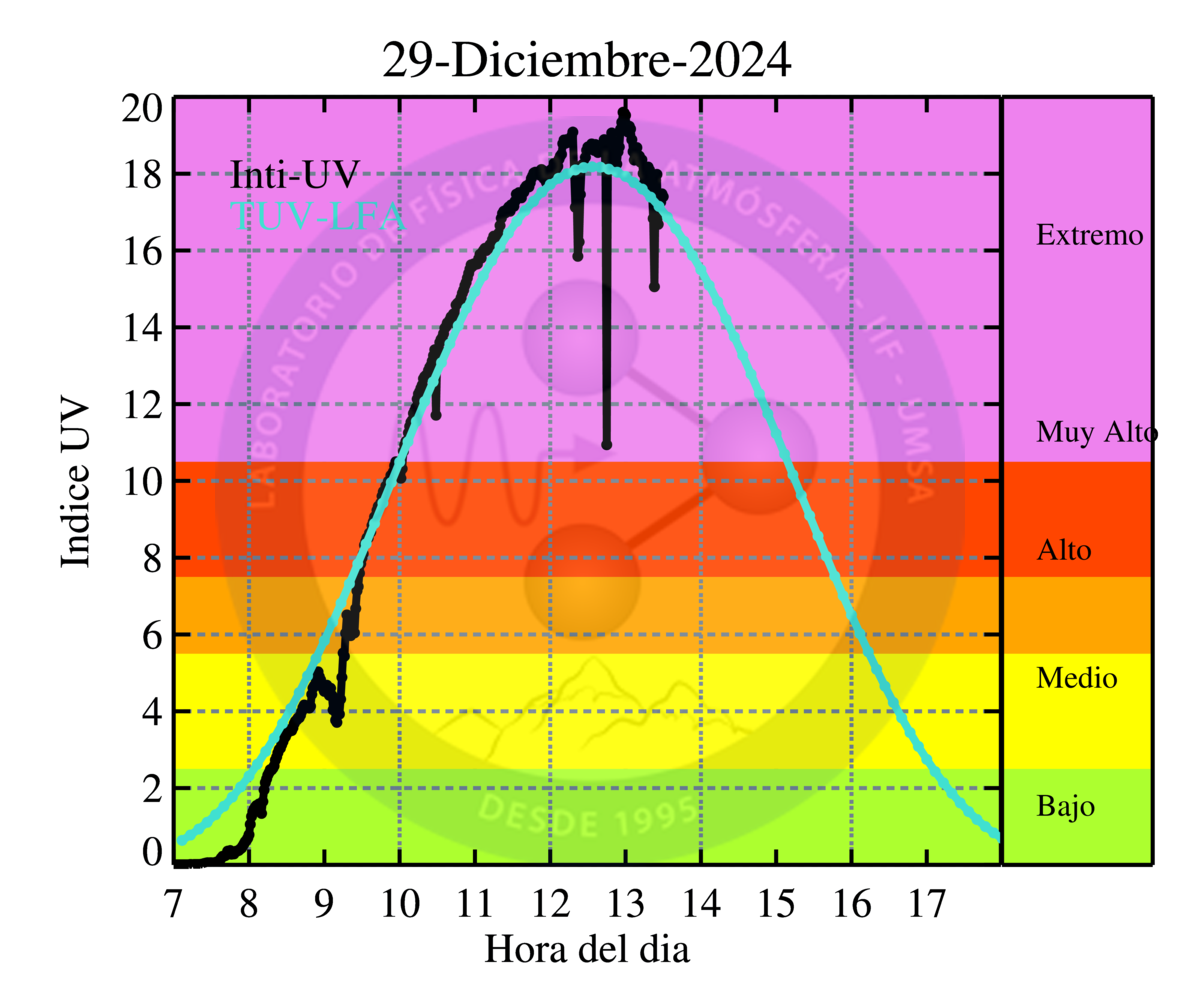 29-Diciembre-2024
20
18
16
14
12
10
8
6
4
2
0
Indice UV
Inti-UV
TUV-LFA
LABORATORIO DE FÍSICA DE LA ATMÓSFERA - IIF - UMSA
DESDE 1995
Extremo
Muy Alto
Alto
Medio
Bajo
7 8 9 10 11 12 13 14 15 16 17
Hora del dia